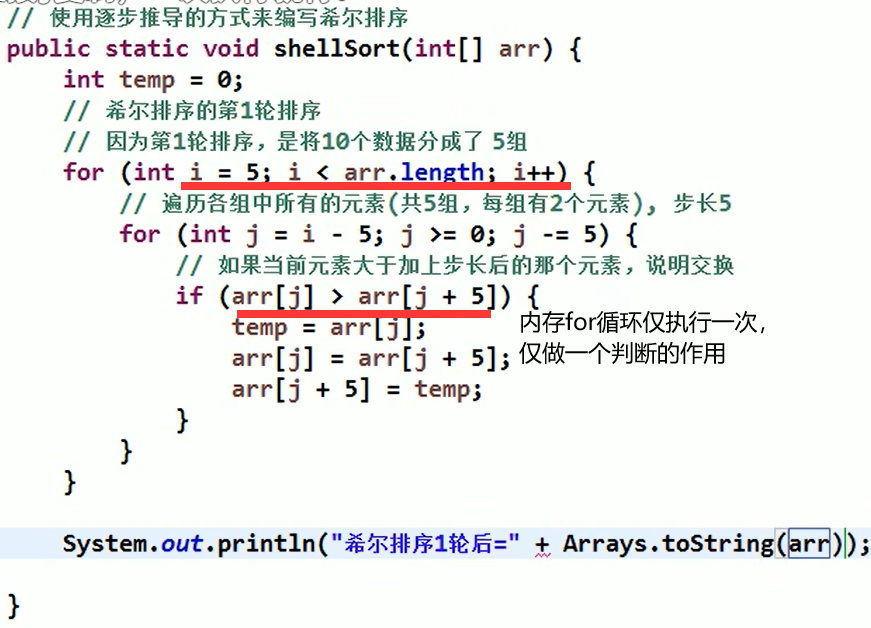 // 使用逐步推导的方式来编写希尔排序
public static void shellSort(int[] arr) {
int temp = 0;
// 希尔排序的第1轮排序
// 因为第1轮排序，是将10个数据分成了 5组
for (int i = 5; i < arr.length; i++) {
// 遍历各组中所有的元素(共5组，每组有2个元素), 步长5
for (int j = i - 5; j >= 0; j -= 5) {
// 如果当前元素大于加上步长后的那个元素，说明交换
if (arr[j] > arr[j + 5]) {
temp = arr[j];
arr[j] = arr[j + 5];
arr[j + 5] = temp;
内存for循环仅执行一次，
仅做一个判断的作用
}
}
}
System.out.println("希尔排序1轮后=" + Arrays.toString(arr));
}